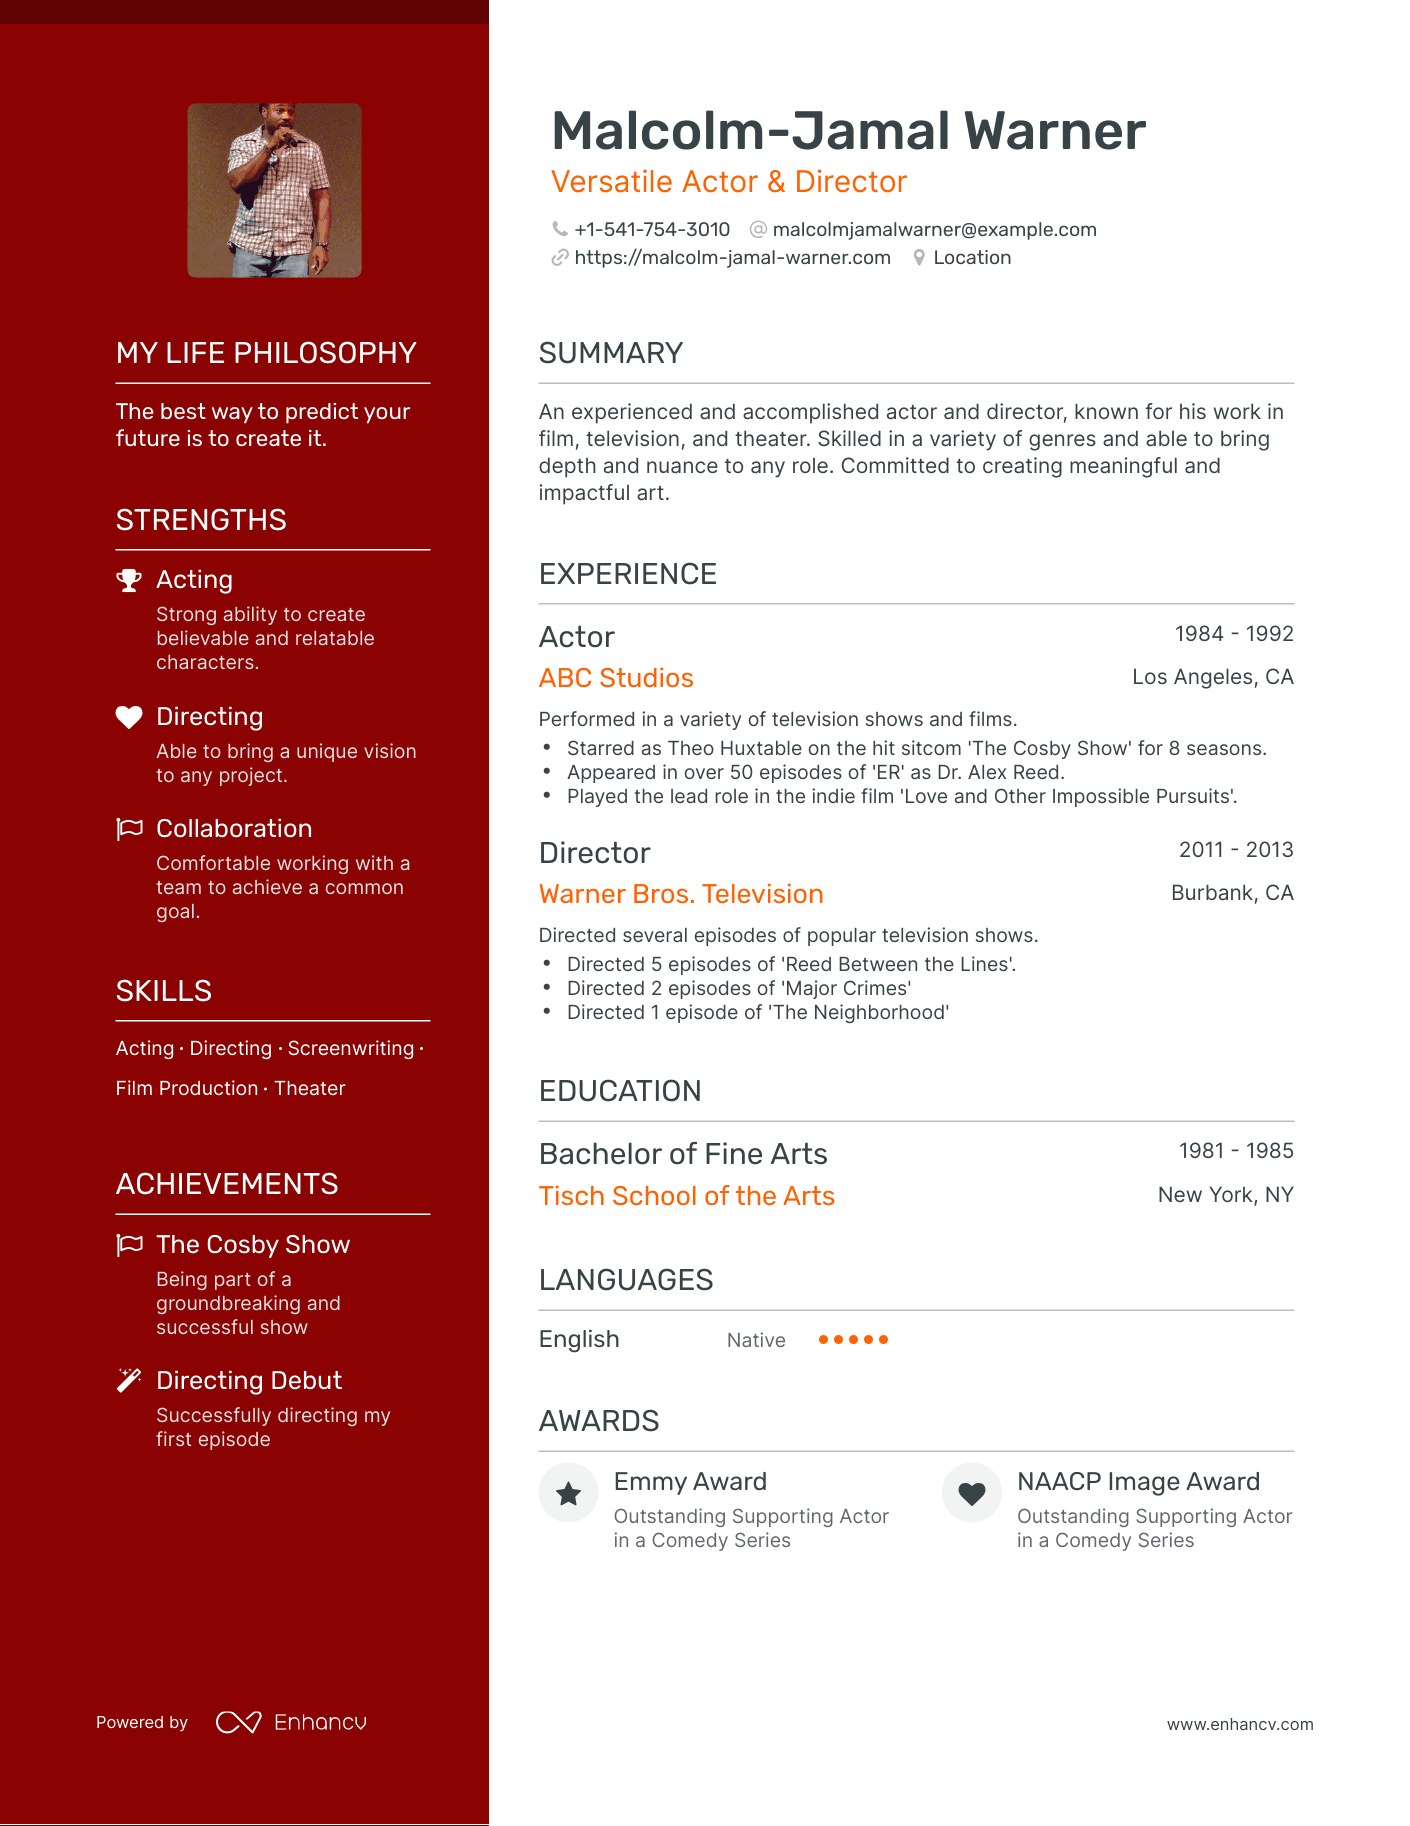 Malcolm-Jamal Warner
Versatile Actor & Director
+1-541-754-3010 malcolmjamalwarner@example.com
https://malcolm-jamal-warner.com Location
MY LIFE PHILOSOPHY
The best way to predict your
future is to create it.
STRENGTHS
Acting
Strong ability to create
believable and relatable
characters.
Directing
Able to bring a unique vision
to any project.
Collaboration
Comfortable working with a
team to achieve a common
goal.
SKILLS
Acting · Directing · Screenwriting ·
Film Production · Theater
ACHIEVEMENTS
The Cosby Show
Being part of a
groundbreaking and
successful show
Directing Debut
Successfully directing my
first episode
SUMMARY
An experienced and accomplished actor and director, known for his work in
film, television, and theater. Skilled in a variety of genres and able to bring
depth and nuance to any role. Committed to creating meaningful and
impactful art.
EXPERIENCE
Actor 1984 - 1992
ABC Studios Los Angeles, CA
Performed in a variety of television shows and films.
• Starred as Theo Huxtable on the hit sitcom 'The Cosby Show' for 8 seasons.
• Appeared in over 50 episodes of 'ER' as Dr. Alex Reed.
• Played the lead role in the indie film 'Love and Other Impossible Pursuits'.
Director 2011 - 2013
Warner Bros. Television Burbank, CA
Directed several episodes of popular television shows.
• Directed 5 episodes of 'Reed Between the Lines'.
• Directed 2 episodes of 'Major Crimes'
• Directed 1 episode of 'The Neighborhood'
EDUCATION
Bachelor of Fine Arts 1981 - 1985
Tisch School of the Arts New York, NY
LANGUAGES
English Native
AWARDS
Emmy Award
Outstanding Supporting Actor
in a Comedy Series
NAACP Image Award
Outstanding Supporting Actor
in a Comedy Series
Powered by Enhancv
www.enhancv.com